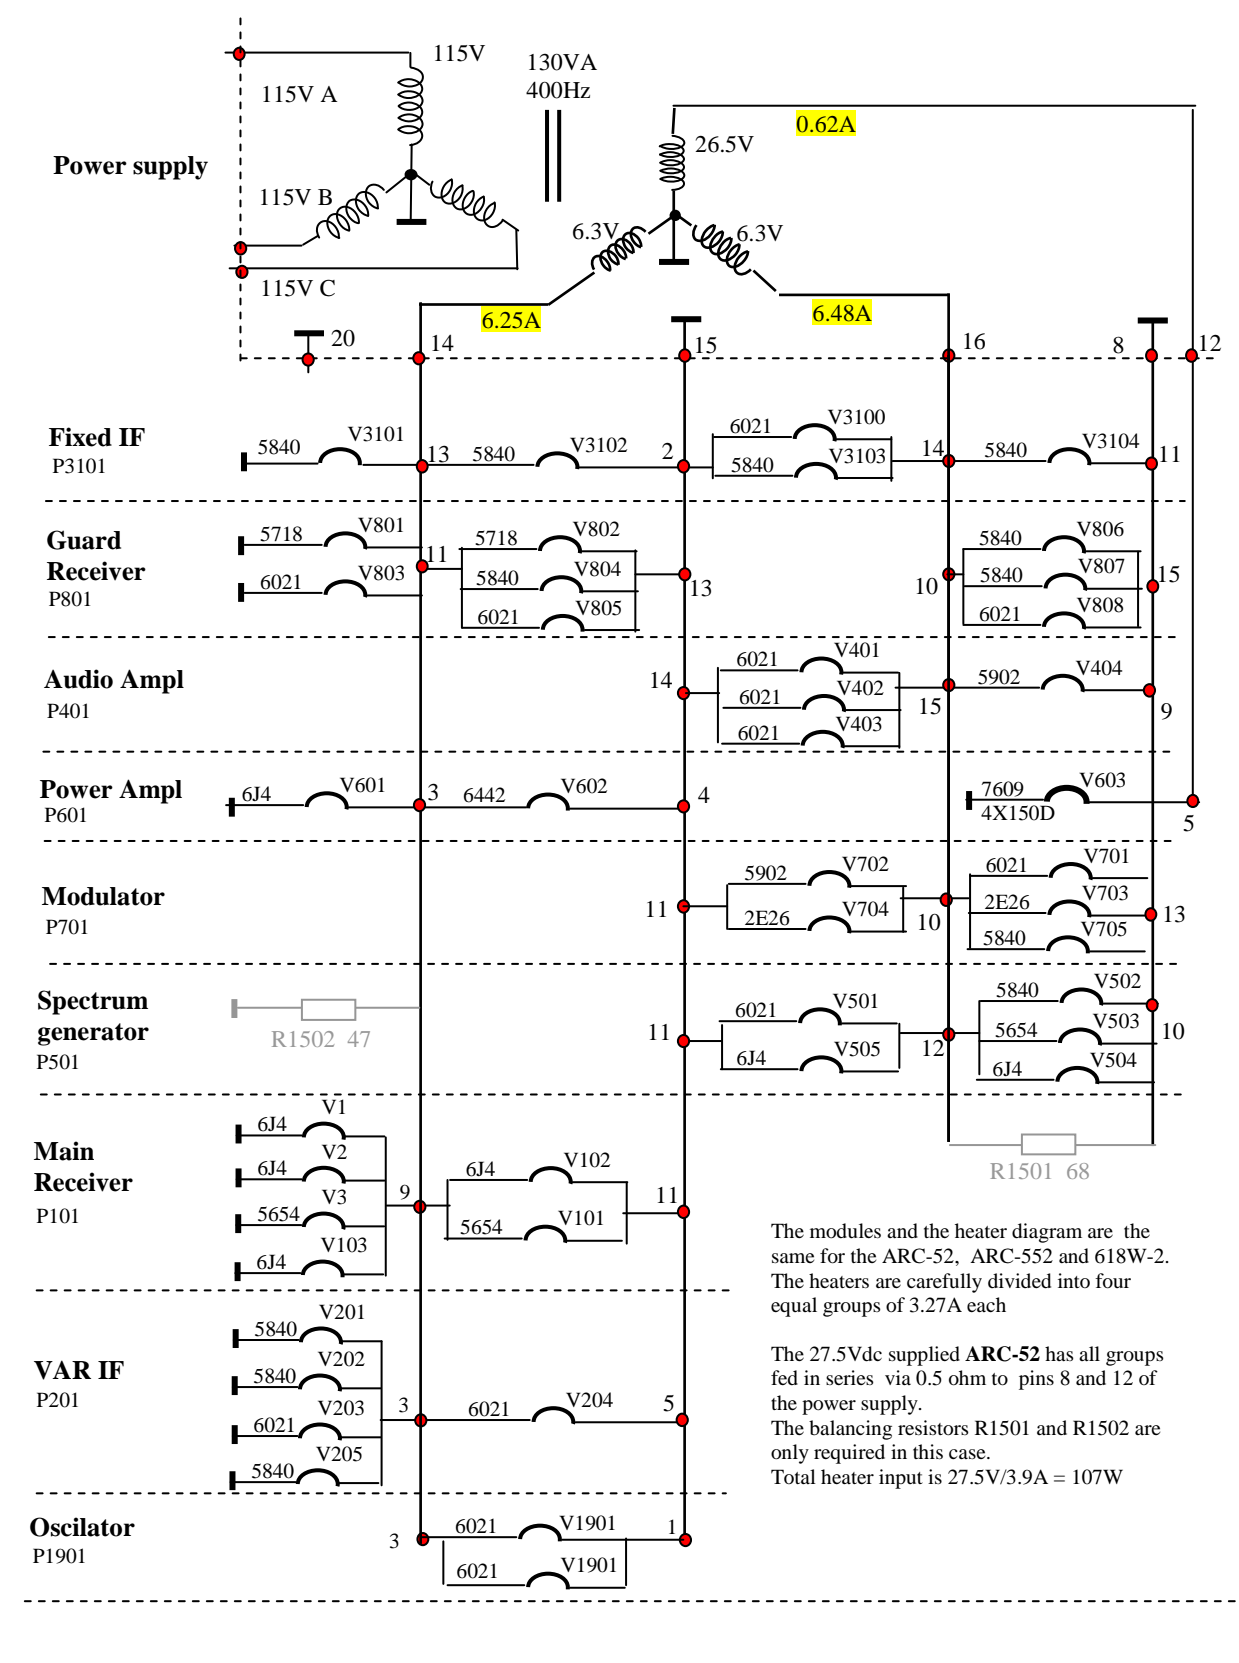 115V
130VA
400Hz
115V A
0.62A
26.5V
Power supply
115V B
6.3V
6.3V
115V C
6.25A
6.48A
20
14
15
16
8
12
Fixed IF
P3101
5840
V3101
13
5840
V3102
2
6021
V3100
5840
V3103
14
5840
V3104
11
Guard
Receiver
P801
5718
V801
6021
V803
11
5718
V802
5840
V804
6021
V805
13
10
5840
V806
5840
V807
6021
V808
15
Audio Ampl
P401
14
6021
V401
6021
V402
6021
V403
15
5902
V404
9
Power Ampl
P601
6J4
V601
3
6442
V602
4
7609
4X150D
V603
5
Modulator
P701
11
5902
V702
2E26
V704
10
6021
V701
2E26
V703
5840
V705
13
Spectrum
generator
P501
R1502 47
11
6021
V501
6J4
V505
12
5840
V502
5654
V503
6J4
V504
10
R1501 68
Main
Receiver
P101
6J4
V1
6J4
V2
5654
V3
6J4
V103
9
6J4
V102
5654
V101
11
The modules and the heater diagram are the
same for the ARC-52, ARC-552 and 618W-2.
The heaters are carefully divided into four
equal groups of 3.27A each
VAR IF
P201
5840
V201
5840
V202
6021
V203
5840
V205
3
6021
V204
5
The 27.5Vdc supplied ARC-52 has all groups
fed in series via 0.5 ohm to pins 8 and 12 of
the power supply.
The balancing resistors R1501 and R1502 are
only required in this case.
Total heater input is 27.5V/3.9A = 107W
Oscilator
P1901
3
6021
V1901
6021
V1901
1